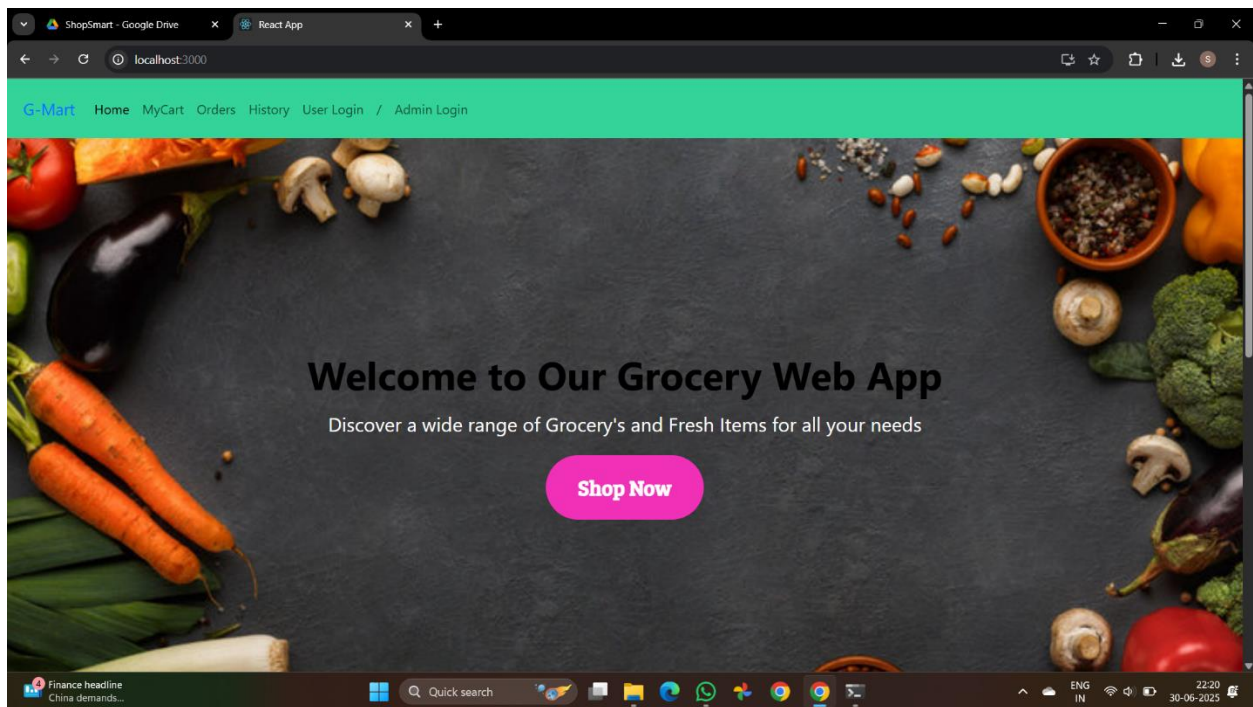 ShopSmart - Google Drive
React App
localhost:3000
S
G-Mart Home MyCart Orders History User Login / Admin Login
Welcome to Our Grocery Web App
Discover a wide range of Grocery's and Fresh Items for all your needs
Shop Now
4
Finance headline
China demands...
Quick search
ENG
IN
22:20
30-06-2025